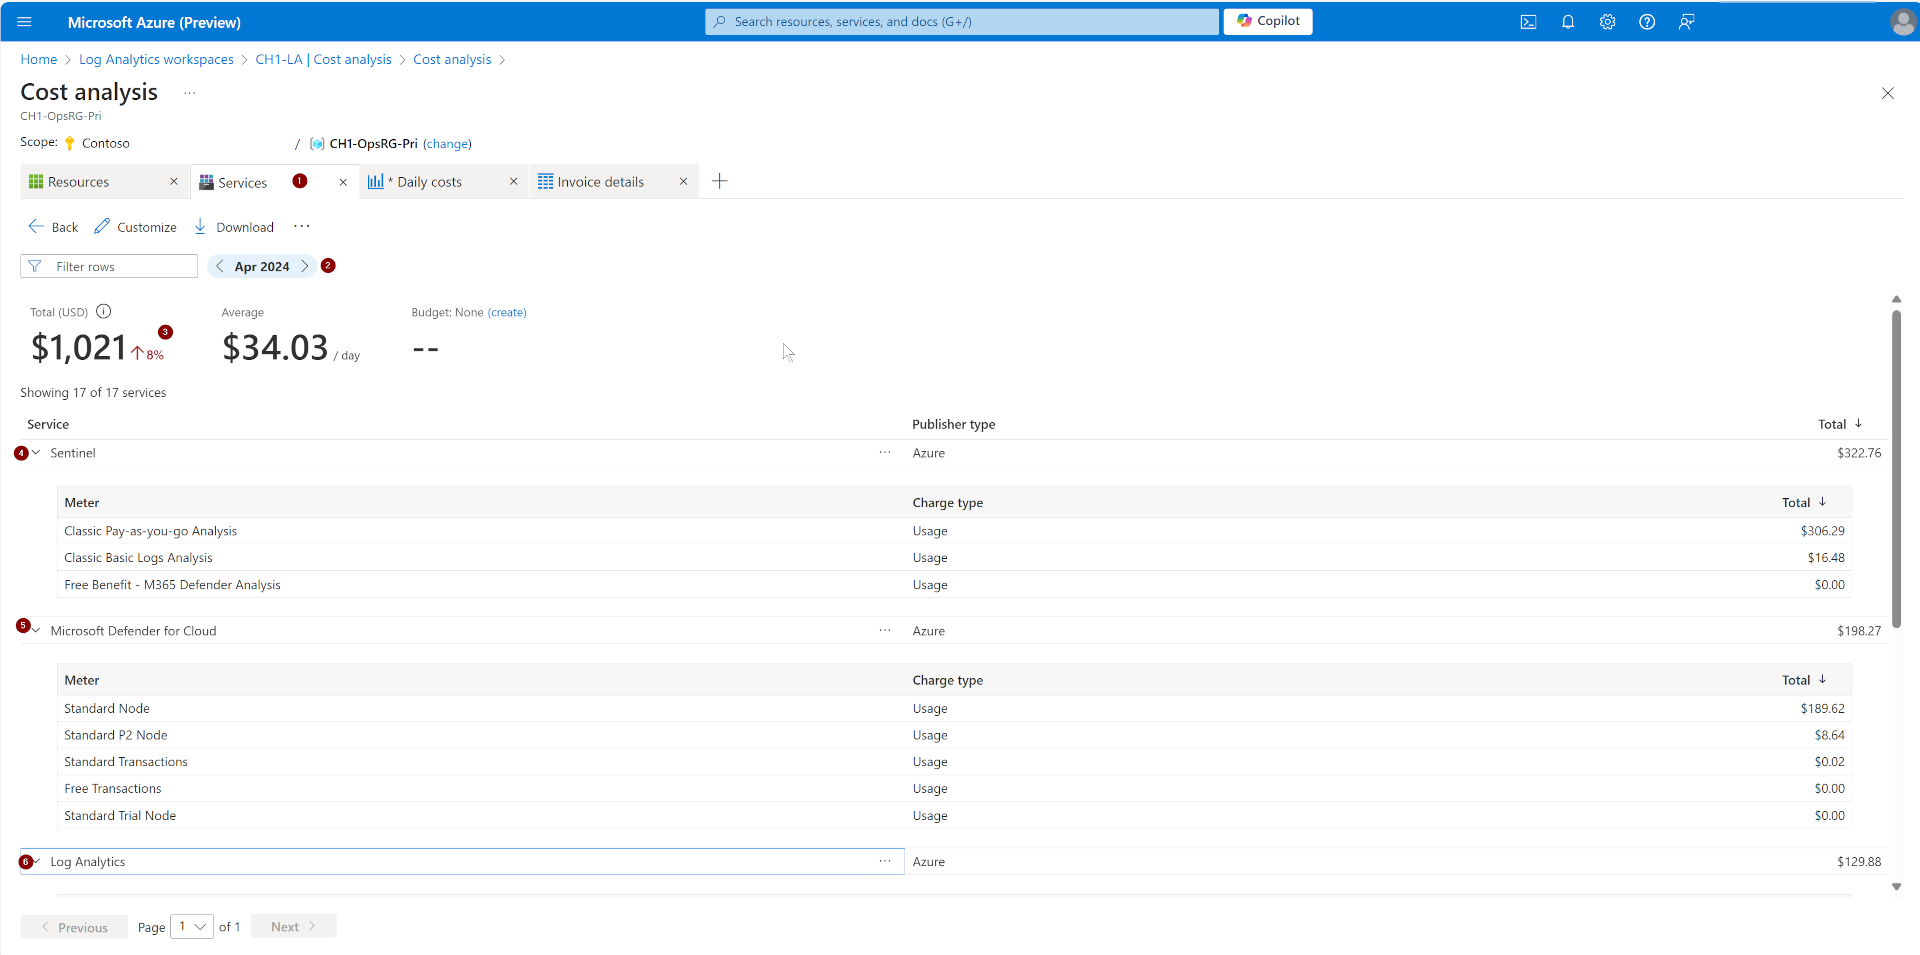 Microsoft Azure (Preview)
Search resources, services, and docs (G+/)
Copilot
Home > Log Analytics workspaces > CH1-LA | Cost analysis > Cost analysis >
Cost analysis ...
CH1-OpsRG-Pri
Scope: Contoso / CH1-OpsRG-Pri (change)
Resources Services 1 * Daily costs Invoice details
Back Customize Download ...
Filter rows Apr 2024 2
Total (USD) Average Budget: None (create)
$1,021 ↑ 8% 3 $34.03 / day --
Showing 17 of 17 services
Service Publisher type Total ↓
4 Sentinel ... Azure $322.76
Meter Charge type Total ↓
Classic Pay-as-you-go Analysis Usage $306.29
Classic Basic Logs Analysis Usage $16.48
Free Benefit - M365 Defender Analysis Usage $0.00
5 Microsoft Defender for Cloud ... Azure $198.27
Meter Charge type Total ↓
Standard Node Usage $189.62
Standard P2 Node Usage $8.64
Standard Transactions Usage $0.02
Free Transactions Usage $0.00
Standard Trial Node Usage $0.00
6 Log Analytics ... Azure $129.88
< Previous Page 1 of 1 Next >